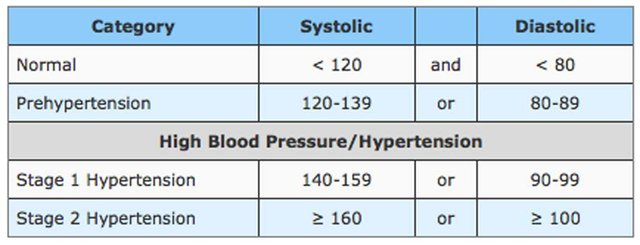 Category Systolic Diastolic
Normal < 120 and < 80
Prehypertension 120-139 or 80-89
High Blood Pressure/Hypertension
Stage 1 Hypertension 140-159 or 90-99
Stage 2 Hypertension ≥ 160 or ≥ 100